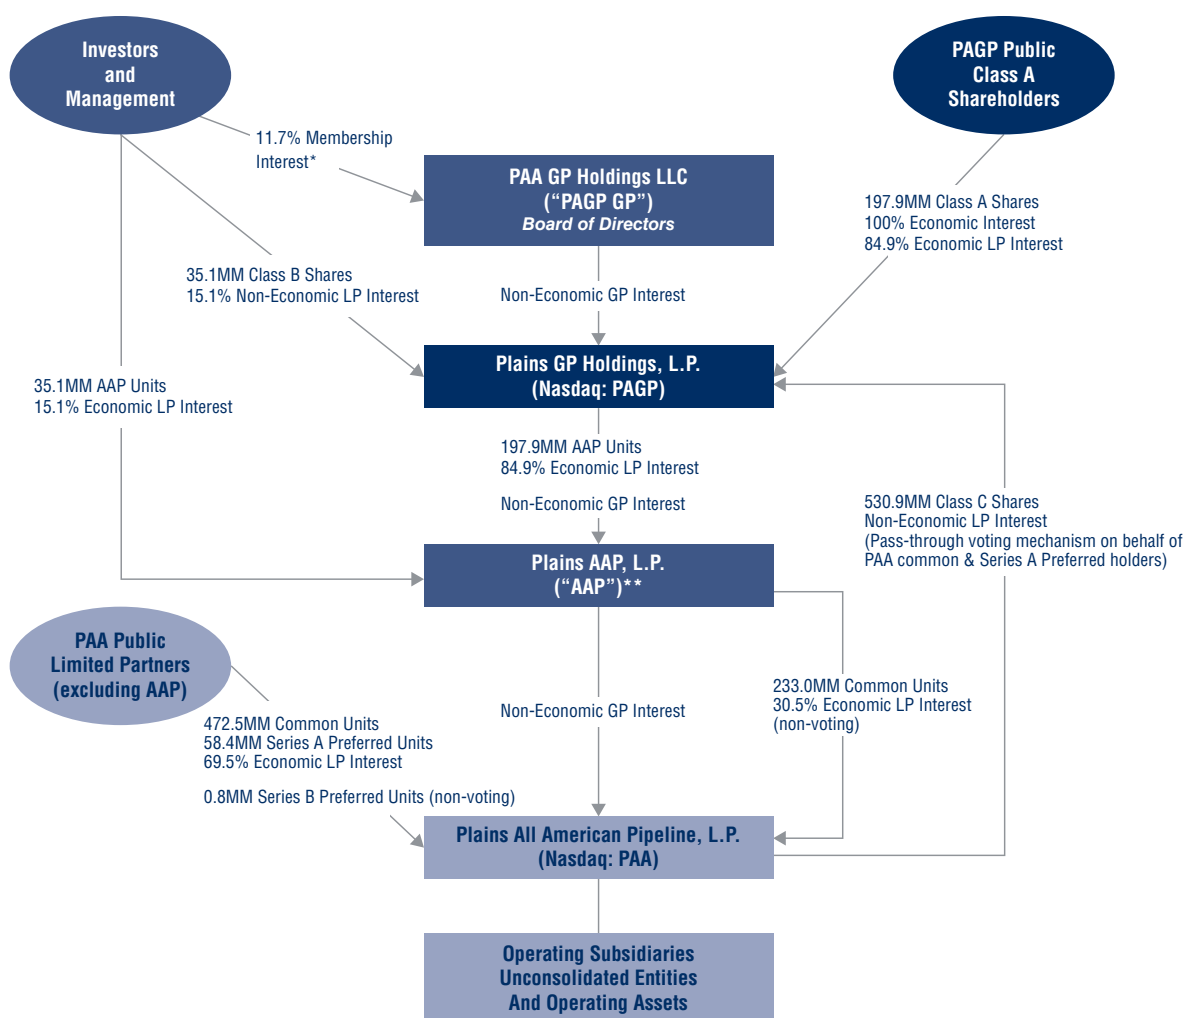 Investors
and
Management
PAGP Public
Class A
Shareholders
11.7% Membership
Interest*
PAA GP Holdings LLC
(“PAGP GP”)
Board of Directors
197.9MM Class A Shares
100% Economic Interest
84.9% Economic LP Interest
35.1MM Class B Shares
15.1% Non-Economic LP Interest
Non-Economic GP Interest
Plains GP Holdings, L.P.
(Nasdaq: PAGP)
35.1MM AAP Units
15.1% Economic LP Interest
197.9MM AAP Units
84.9% Economic LP Interest
Non-Economic GP Interest
530.9MM Class C Shares
Non-Economic LP Interest
(Pass-through voting mechanism on behalf of
PAA common & Series A Preferred holders)
Plains AAP, L.P.
(“AAP”)**
PAA Public
Limited Partners
(excluding AAP)
233.0MM Common Units
30.5% Economic LP Interest
(non-voting)
Non-Economic GP Interest
472.5MM Common Units
58.4MM Series A Preferred Units
69.5% Economic LP Interest
0.8MM Series B Preferred Units (non-voting)
Plains All American Pipeline, L.P.
(Nasdaq: PAA)
Operating Subsidiaries
Unconsolidated Entities
And Operating Assets